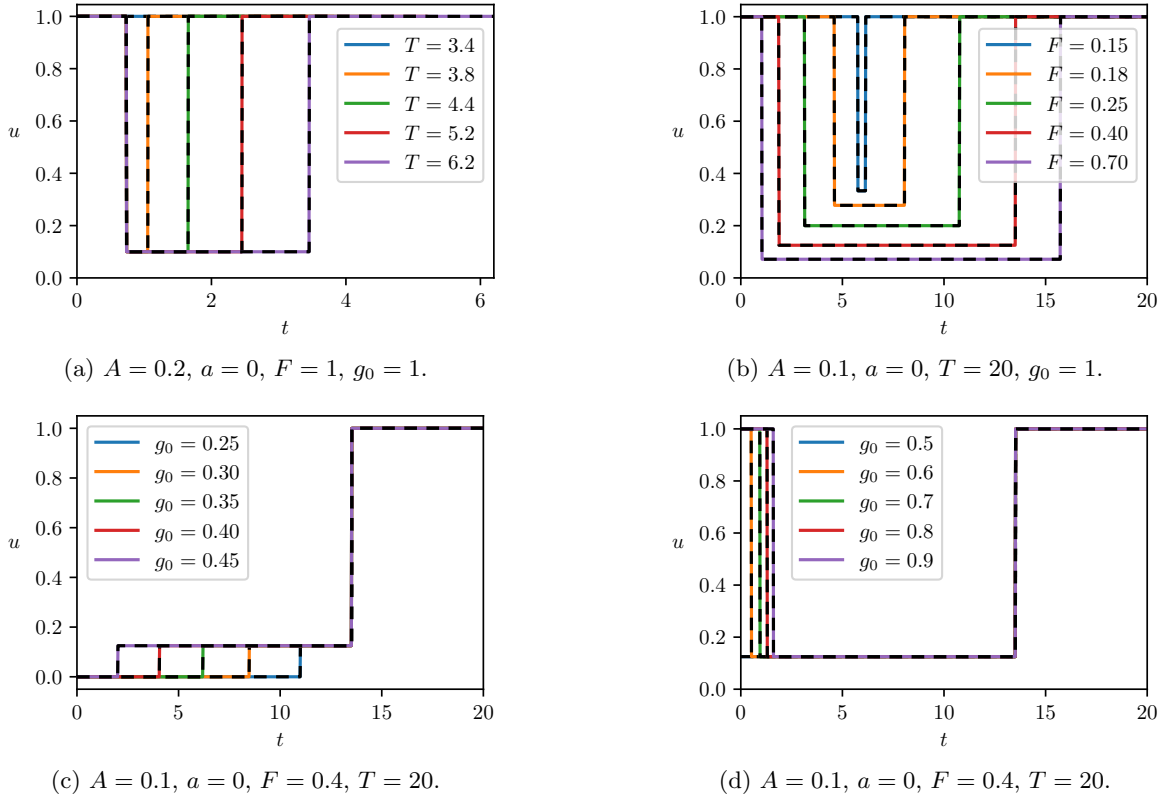 1.0
0.8
0.6
0.4
0.2
0.0
u
0 2 4 6
t
T = 3.4
T = 3.8
T = 4.4
T = 5.2
T = 6.2
(a) A = 0.2, a = 0, F = 1, g₀ = 1.
1.0
0.8
0.6
0.4
0.2
0.0
u
0 5 10 15 20
t
F = 0.15
F = 0.18
F = 0.25
F = 0.40
F = 0.70
(b) A = 0.1, a = 0, T = 20, g₀ = 1.
1.0
0.8
0.6
0.4
0.2
0.0
u
0 5 10 15 20
t
g₀ = 0.25
g₀ = 0.30
g₀ = 0.35
g₀ = 0.40
g₀ = 0.45
(c) A = 0.1, a = 0, F = 0.4, T = 20.
1.0
0.8
0.6
0.4
0.2
0.0
u
0 5 10 15 20
t
g₀ = 0.5
g₀ = 0.6
g₀ = 0.7
g₀ = 0.8
g₀ = 0.9
(d) A = 0.1, a = 0, F = 0.4, T = 20.